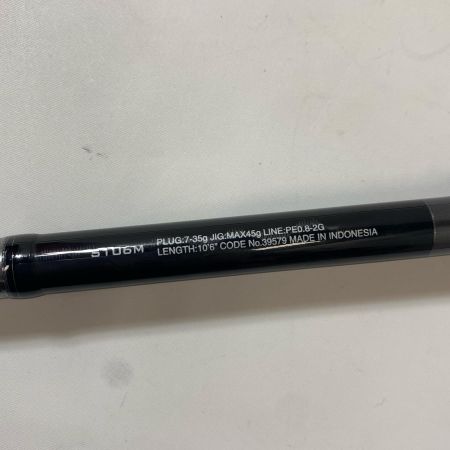 S106M
PLUG:7-35g JIG:MAX45g LINE:PE0.8-2G
LENGTH:10'6" CODE No.39579 MADE IN INDONESIA